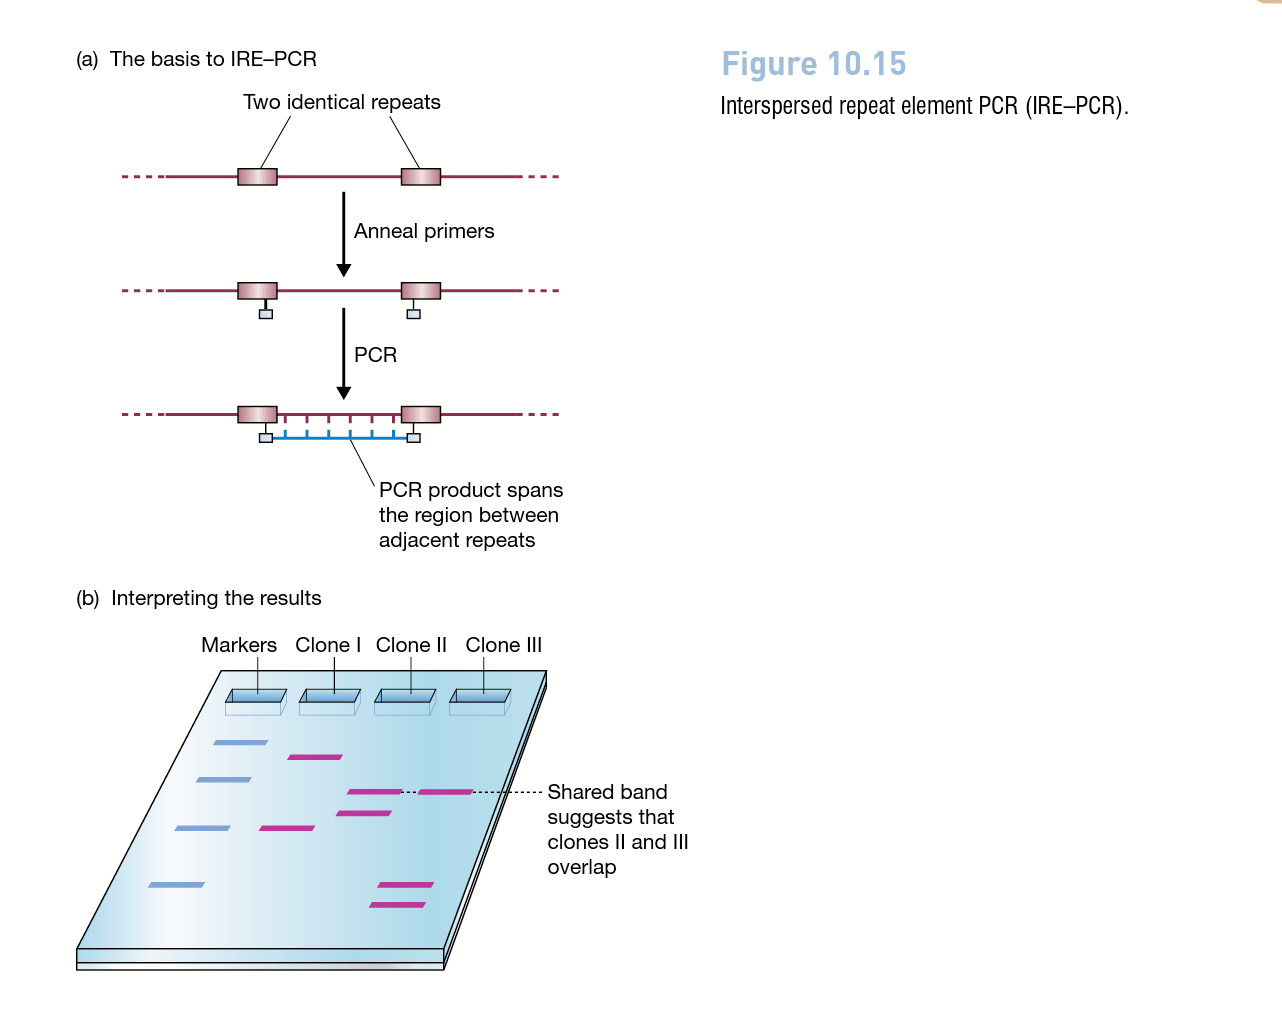 (a) The basis to IRE–PCR
Two identical repeats
Anneal primers
PCR
PCR product spans
the region between
adjacent repeats
(b) Interpreting the results
Markers Clone I Clone II Clone III
Shared band
suggests that
clones II and III
overlap
Figure 10.15
Interspersed repeat element PCR (IRE–PCR).